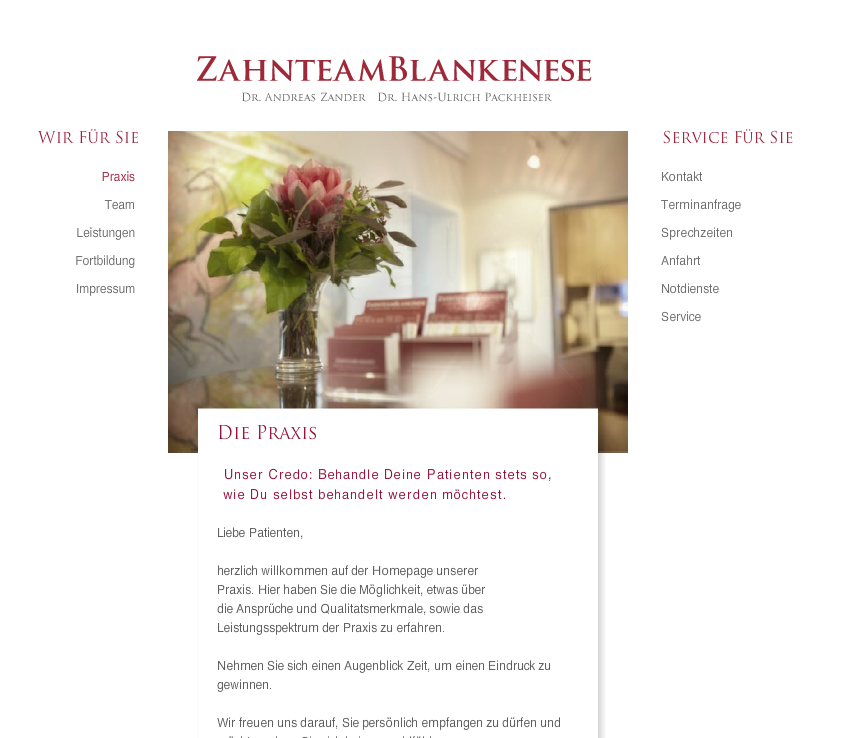 ZahnteamBlankenese
Dr. Andreas Zander Dr. Hans-Ulrich Packheiser
Wir Für Sie
Praxis
Team
Leistungen
Fortbildung
Impressum
Service Für Sie
Kontakt
Terminanfrage
Sprechzeiten
Anfahrt
Notdienste
Service
ZahnteamBlankenese
Die Praxis
Unser Credo: Behandle Deine Patienten stets so,
wie Du selbst behandelt werden möchtest.
Liebe Patienten,
herzlich willkommen auf der Homepage unserer
Praxis. Hier haben Sie die Möglichkeit, etwas über
die Ansprüche und Qualitatsmerkmale, sowie das
Leistungsspektrum der Praxis zu erfahren.
Nehmen Sie sich einen Augenblick Zeit, um einen Eindruck zu
gewinnen.
Wir freuen uns darauf, Sie persönlich empfangen zu dürfen und